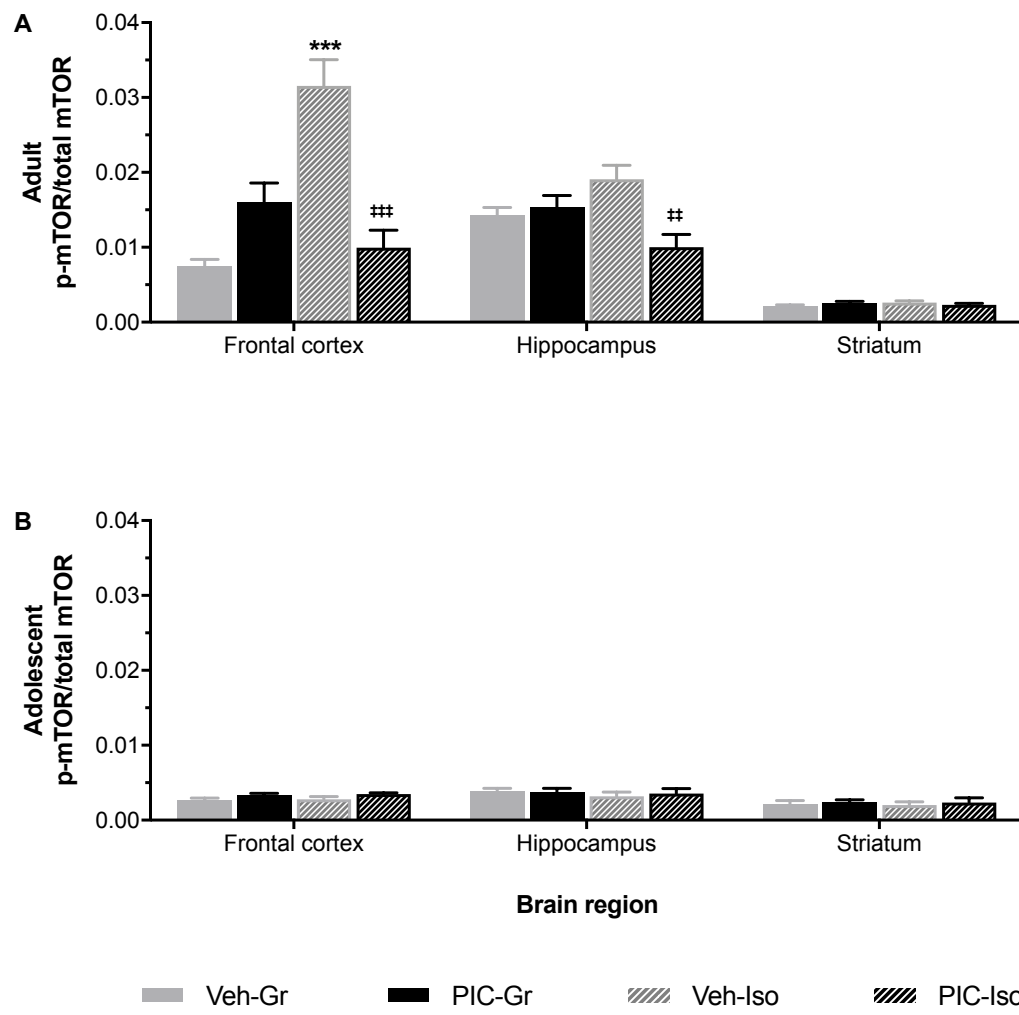 A
Adult
p-mTOR/total mTOR
0.04
0.03
0.02
0.01
0.00
***
‡‡‡
‡‡
Frontal cortex
Hippocampus
Striatum
B
Adolescent
p-mTOR/total mTOR
0.04
0.03
0.02
0.01
0.00
Frontal cortex
Hippocampus
Striatum
Brain region
Veh-Gr
PIC-Gr
Veh-Iso
PIC-Iso